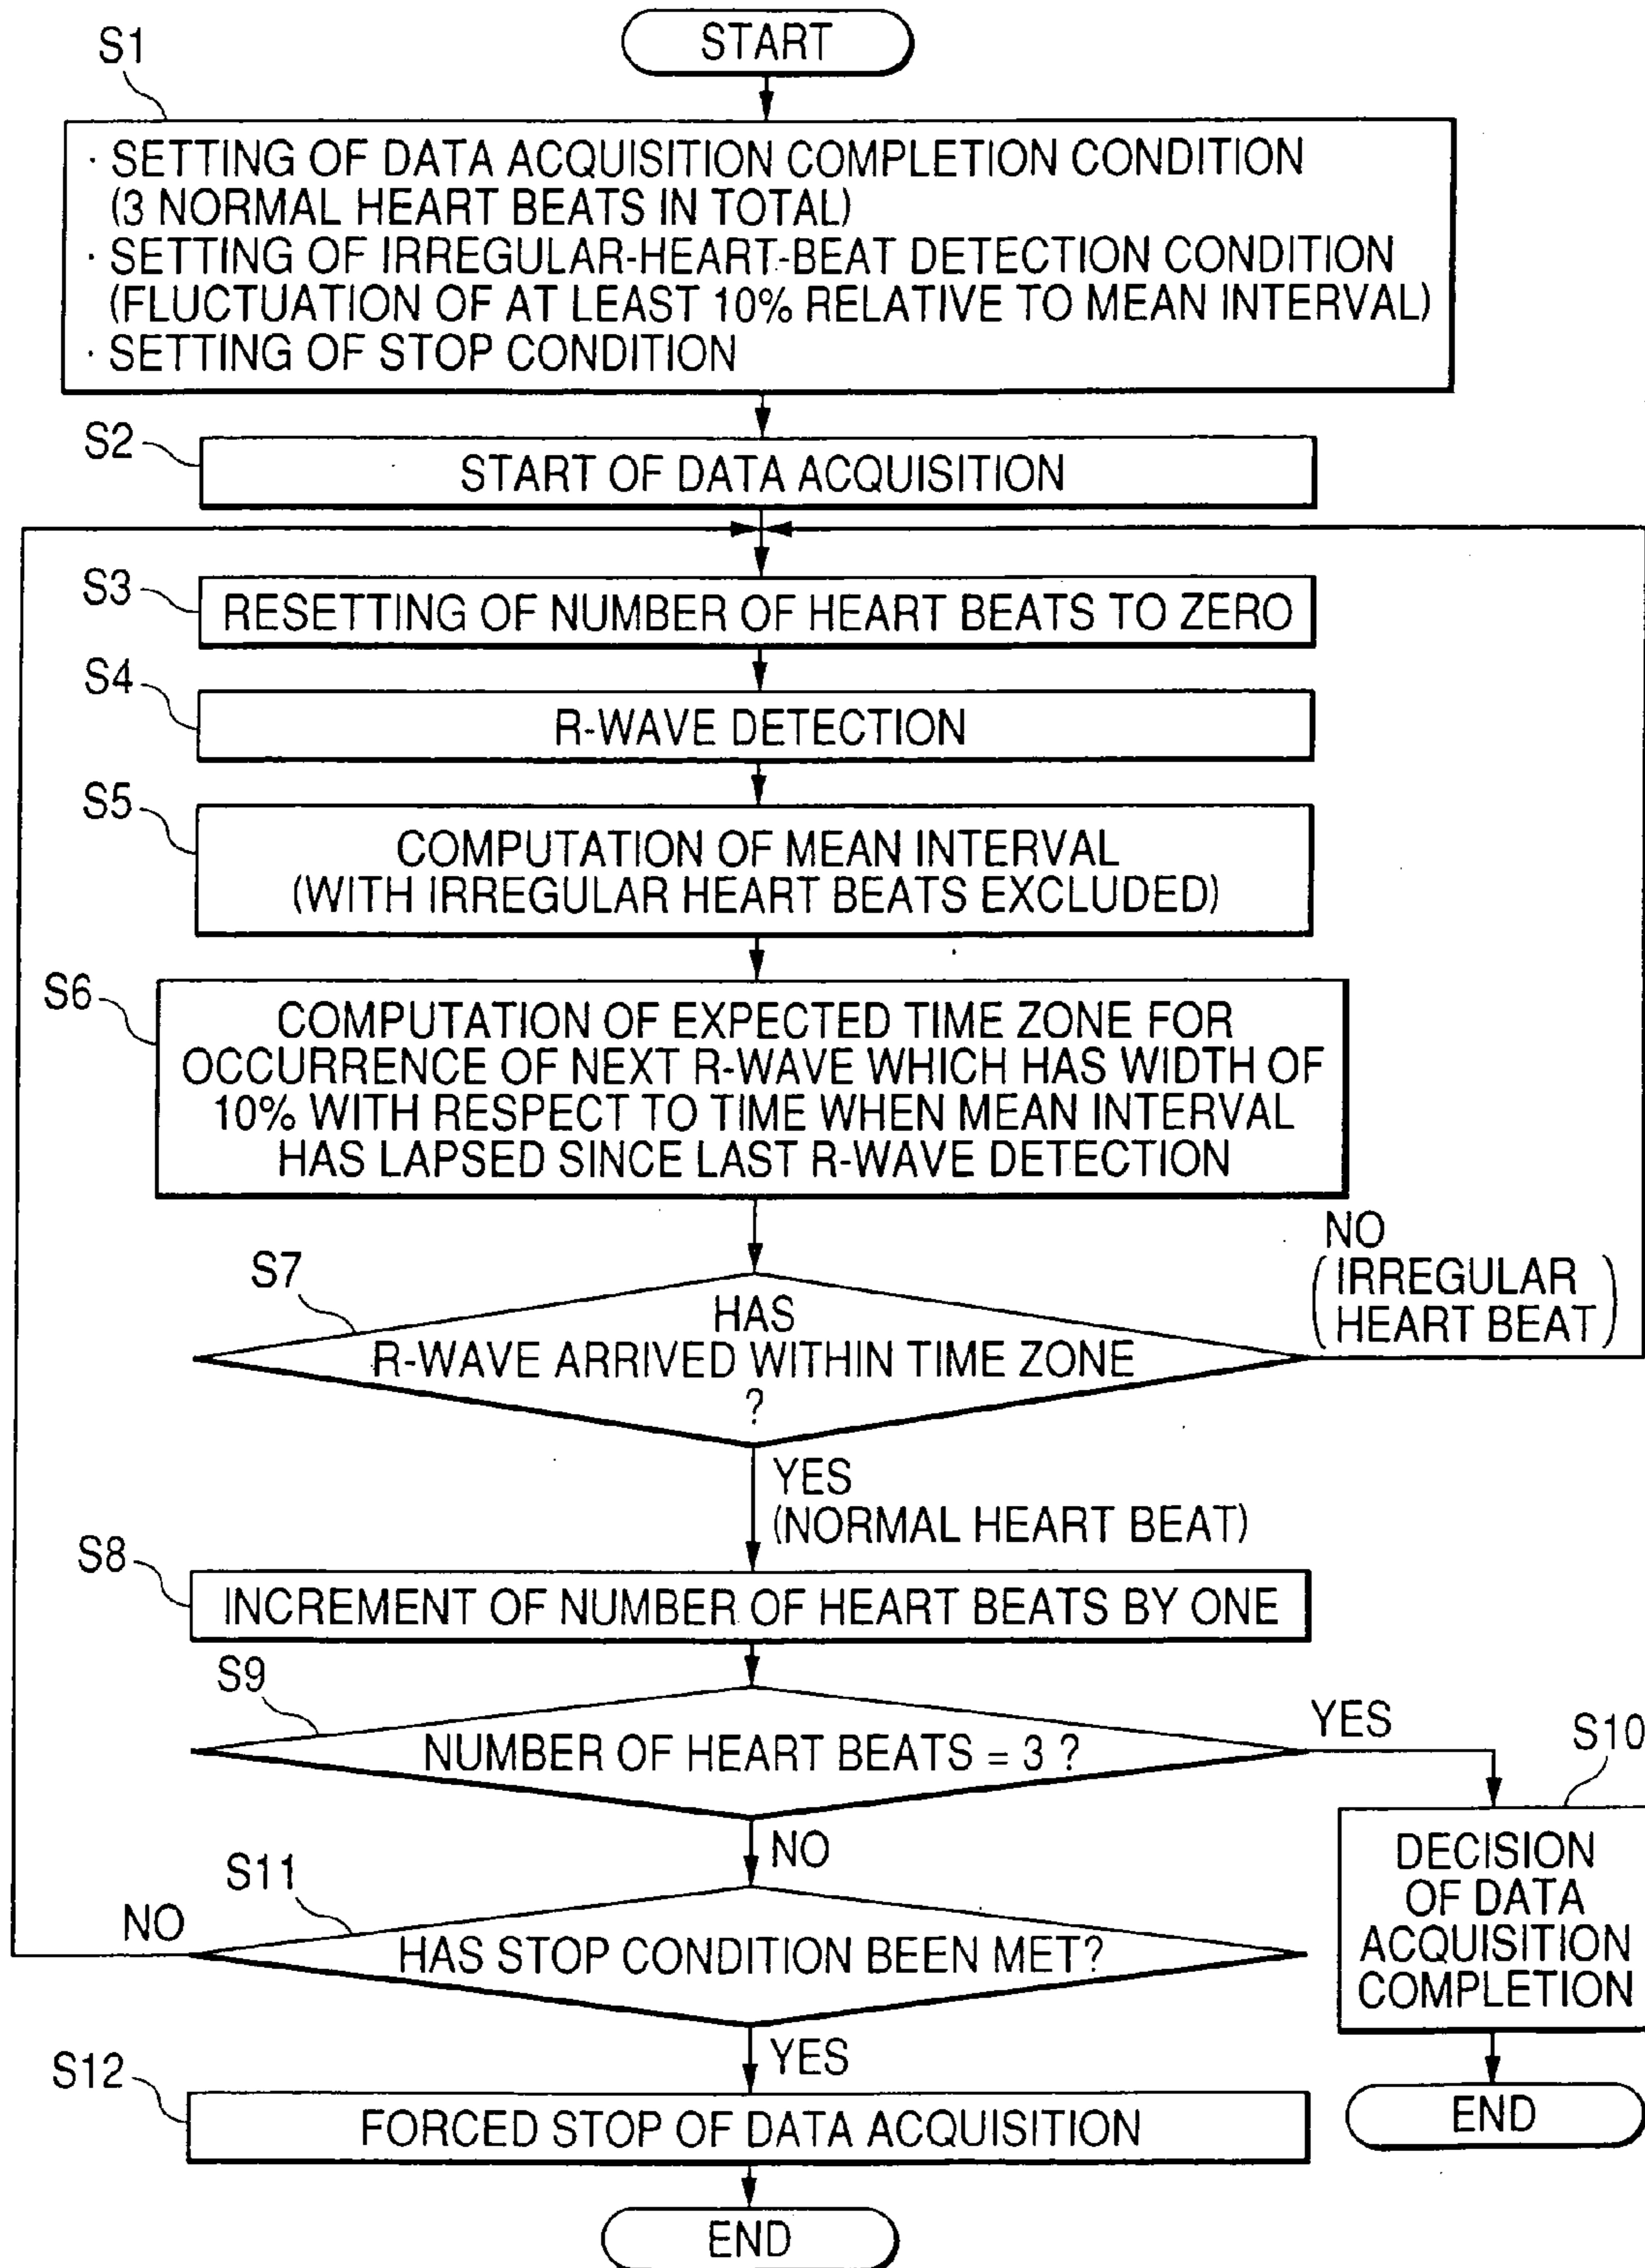 START
S1
· SETTING OF DATA ACQUISITION COMPLETION CONDITION
(3 NORMAL HEART BEATS IN TOTAL)
· SETTING OF IRREGULAR-HEART-BEAT DETECTION CONDITION
(FLUCTUATION OF AT LEAST 10% RELATIVE TO MEAN INTERVAL)
· SETTING OF STOP CONDITION
S2
START OF DATA ACQUISITION
S3
RESETTING OF NUMBER OF HEART BEATS TO ZERO
S4
R-WAVE DETECTION
S5
COMPUTATION OF MEAN INTERVAL
(WITH IRREGULAR HEART BEATS EXCLUDED)
S6
COMPUTATION OF EXPECTED TIME ZONE FOR
OCCURRENCE OF NEXT R-WAVE WHICH HAS WIDTH OF
10% WITH RESPECT TO TIME WHEN MEAN INTERVAL
HAS LAPSED SINCE LAST R-WAVE DETECTION
S7
HAS
R-WAVE ARRIVED WITHIN TIME ZONE
?
NO
(IRREGULAR
HEART BEAT)
YES
(NORMAL HEART BEAT)
S8
INCREMENT OF NUMBER OF HEART BEATS BY ONE
S9
NUMBER OF HEART BEATS = 3 ?
YES
S10
DECISION
OF DATA
ACQUISITION
COMPLETION
END
NO
S11
HAS STOP CONDITION BEEN MET?
NO
YES
S12
FORCED STOP OF DATA ACQUISITION
END